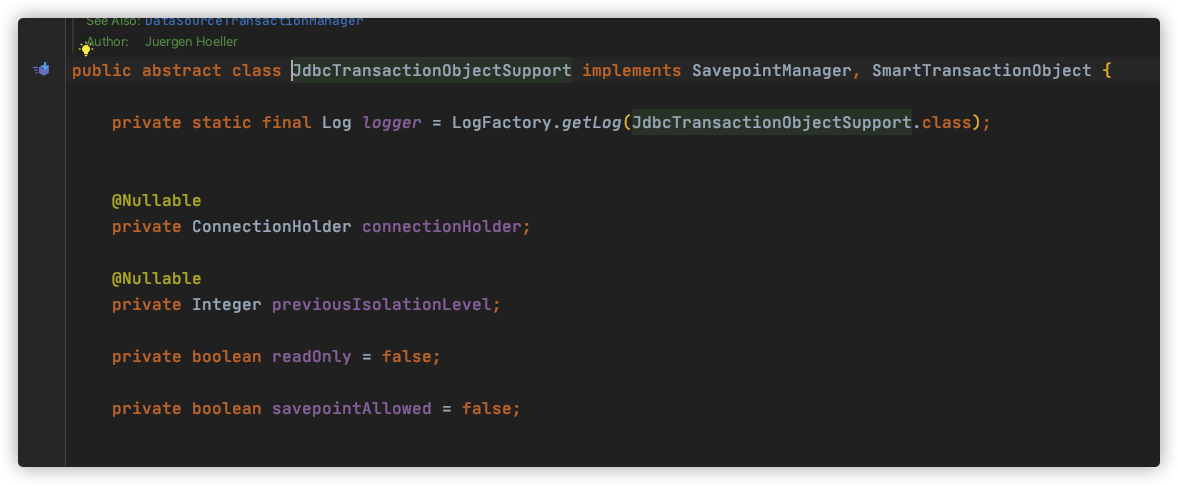 See Also: DataSourceTransactionManager
Author: Juergen Hoeller
public abstract class JdbcTransactionObjectSupport implements SavepointManager, SmartTransactionObject {
private static final Log logger = LogFactory.getLog(JdbcTransactionObjectSupport.class);
@Nullable
private ConnectionHolder connectionHolder;
@Nullable
private Integer previousIsolationLevel;
private boolean readOnly = false;
private boolean savepointAllowed = false;